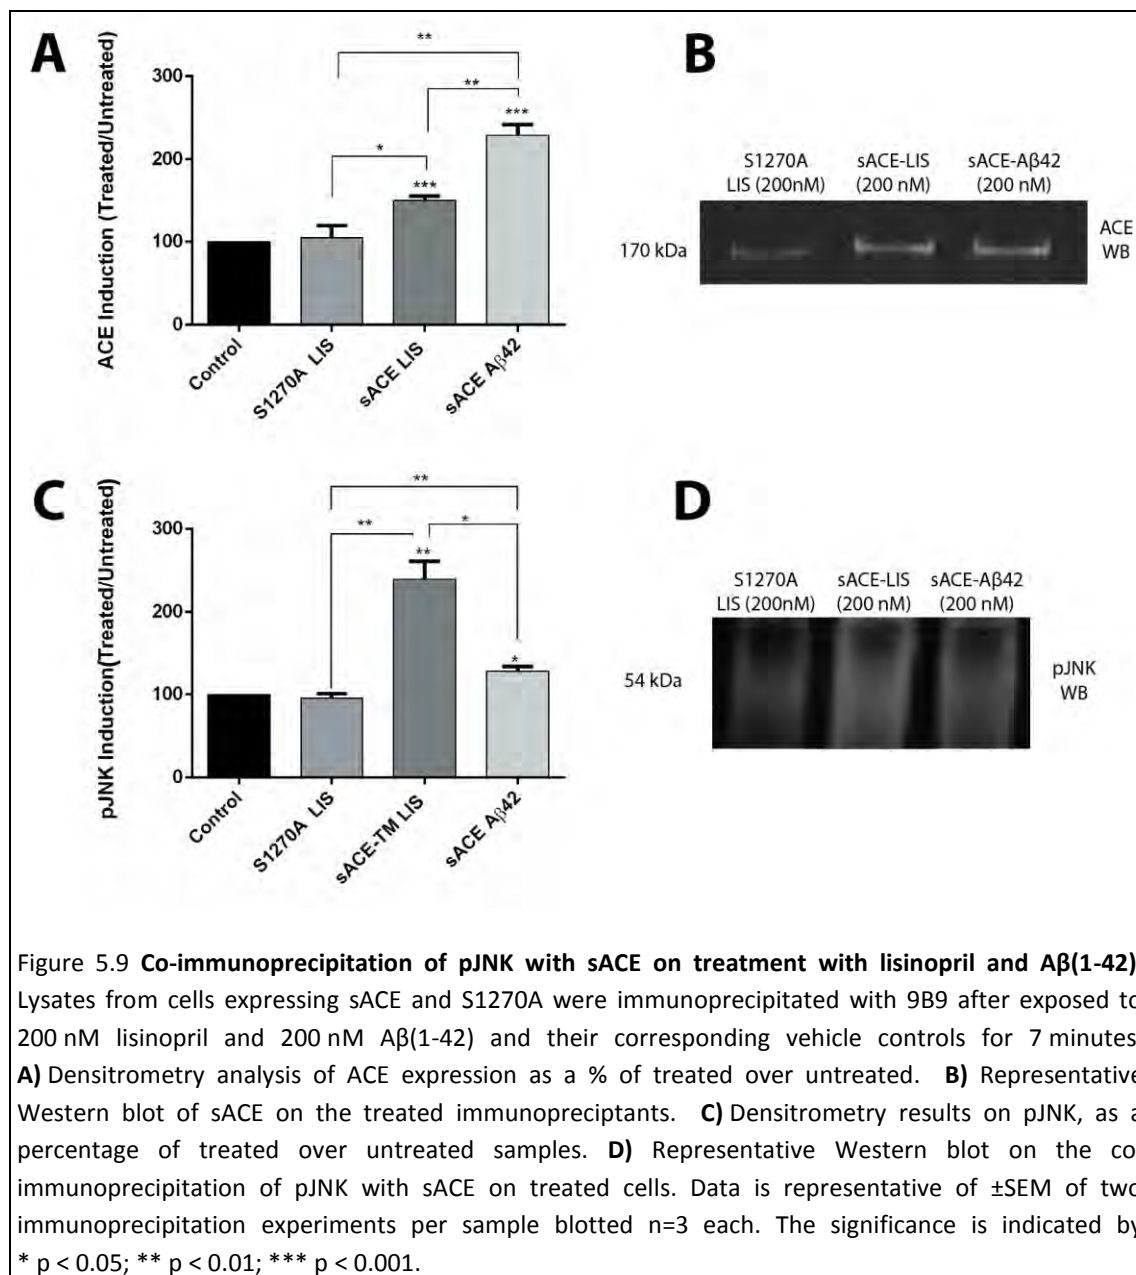 A
ACE Induction (Treated/Untreated)
300
200
100
0
**
**
*
***
***
Control
S1270A LIS
sACE LIS
sACE Aβ42
B
S1270A
LIS (200nM)
sACE-LIS
(200 nM)
sACE-Aβ42
(200 nM)
170 kDa
ACE
WB
C
pJNK Induction(Treated/Untreated)
300
200
100
0
**
**
*
**
*
Control
S1270A LIS
sACE-TM LIS
sACE Aβ42
D
S1270A
LIS (200nM)
sACE-LIS
(200 nM)
sACE-Aβ42
(200 nM)
54 kDa
pJNK
WB
Figure 5.9 Co-immunoprecipitation of pJNK with sACE on treatment with lisinopril and Aβ(1-42)
Lysates from cells expressing sACE and S1270A were immunoprecipitated with 9B9 after exposed to
200 nM lisinopril and 200 nM Aβ(1-42) and their corresponding vehicle controls for 7 minutes
A) Densitrometry analysis of ACE expression as a % of treated over untreated. B) Representative
Western blot of sACE on the treated immunopreciptants. C) Densitrometry results on pJNK, as a
percentage of treated over untreated samples. D) Representative Western blot on the co
immunoprecipitation of pJNK with sACE on treated cells. Data is representative of ±SEM of two
immunoprecipitation experiments per sample blotted n=3 each. The significance is indicated by
* p < 0.05; ** p < 0.01; *** p < 0.001.